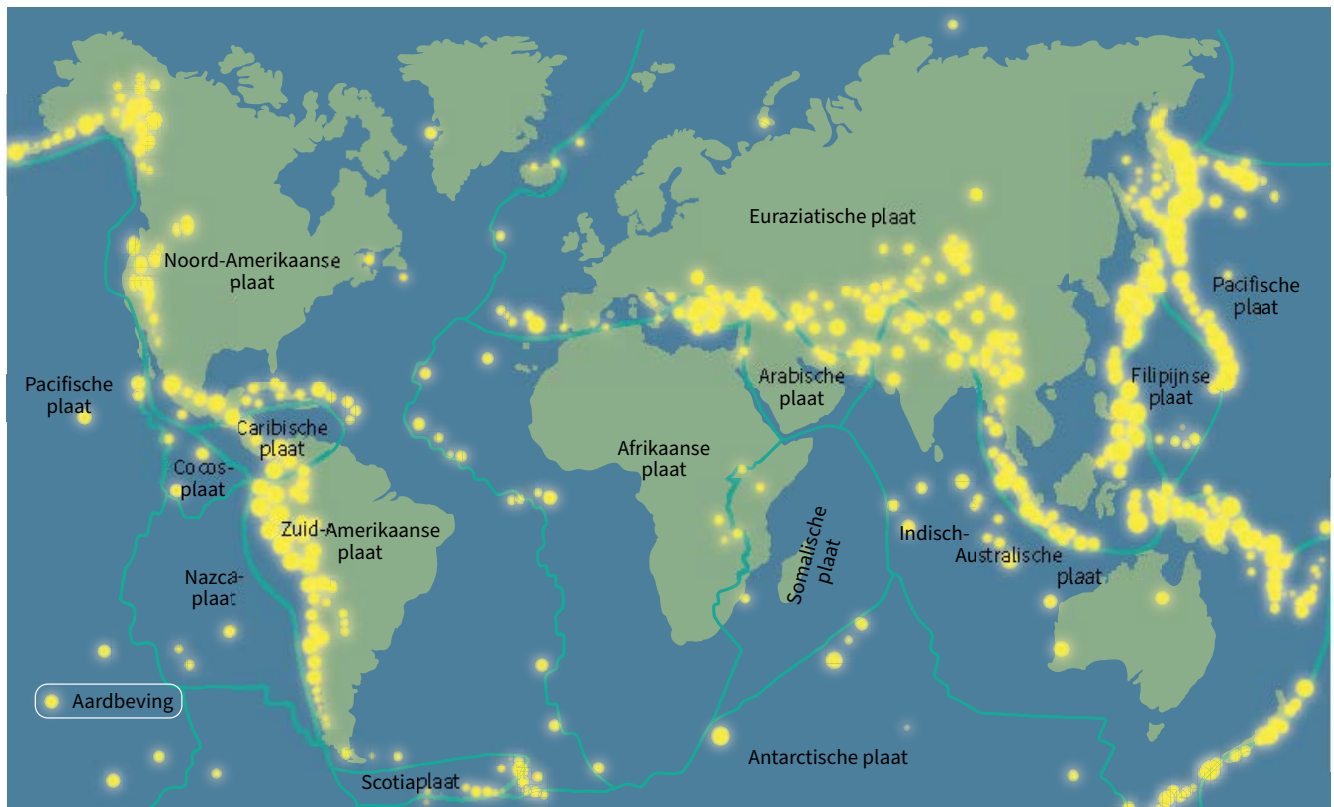 Euraziatische plaat
Noord-Amerikaanse
plaat
Pacifische
plaat
Pacifische
plaat
Arabische
plaat
Filipijnse
plaat
Caribische
plaat
Afrikaanse
plaat
Cocos-
plaat
Zuid-Amerikaanse
plaat
Somalische
plaat
Indisch-
Australische
plaat
Nazca-
plaat
Aardbeving
Antarctische plaat
Scotiaplaat